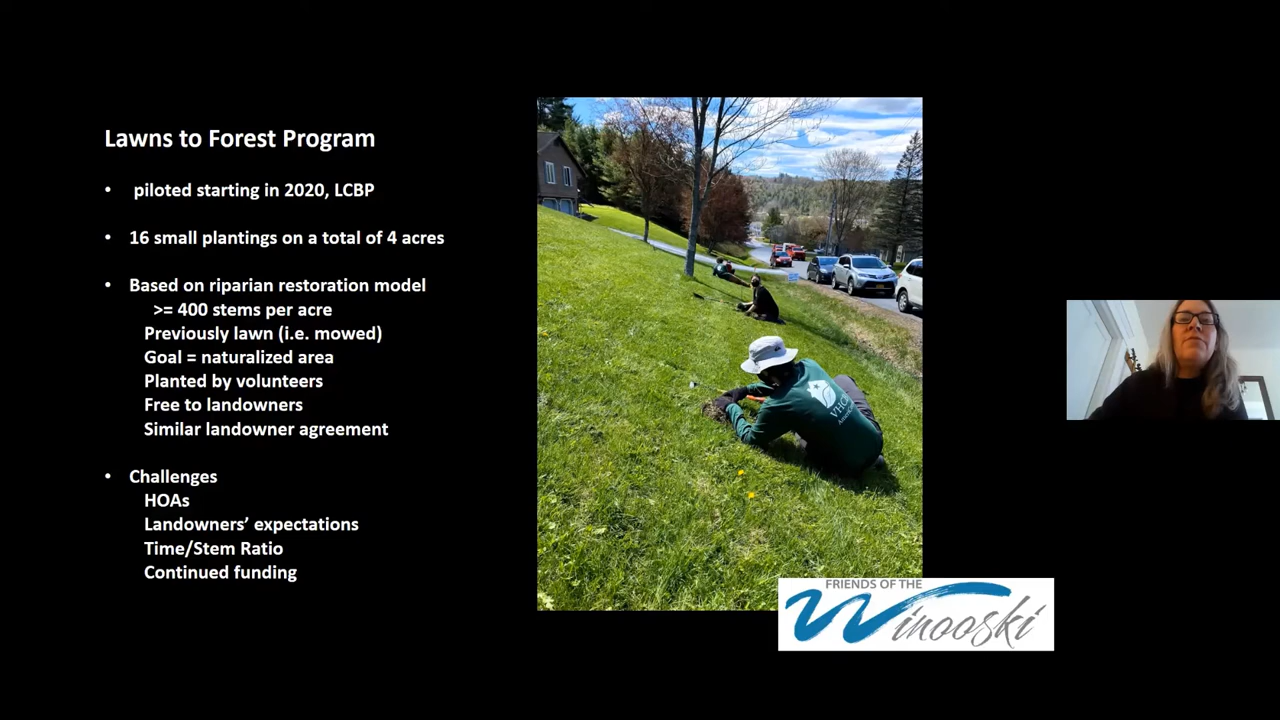 Lawns to Forest Program
• piloted starting in 2020, LCBP
• 16 small plantings on a total of 4 acres
• Based on riparian restoration model
>= 400 stems per acre
Previously lawn (i.e. mowed)
Goal = naturalized area
Planted by volunteers
Free to landowners
Similar landowner agreement
• Challenges
HOAs
Landowners’ expectations
Time/Stem Ratio
Continued funding
FRIENDS OF THE
Winooski